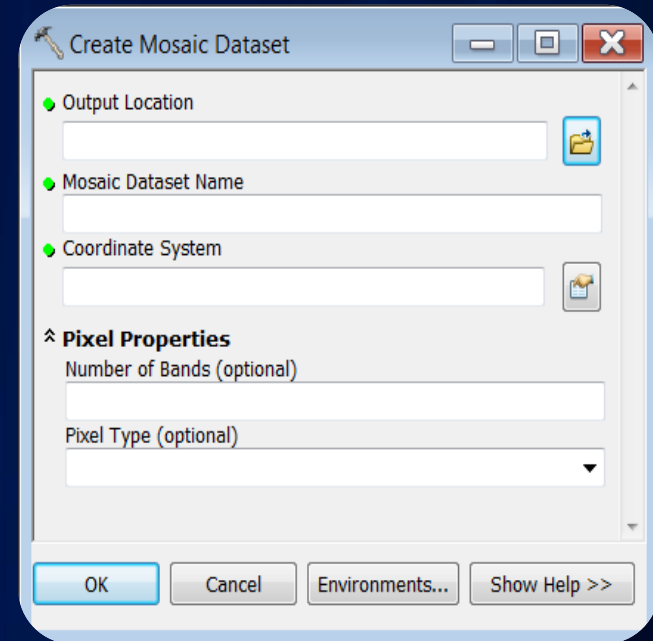 Create Mosaic Dataset
Output Location
Mosaic Dataset Name
Coordinate System
Pixel Properties
Number of Bands (optional)
Pixel Type (optional)
OK Cancel Environments... Show Help >>